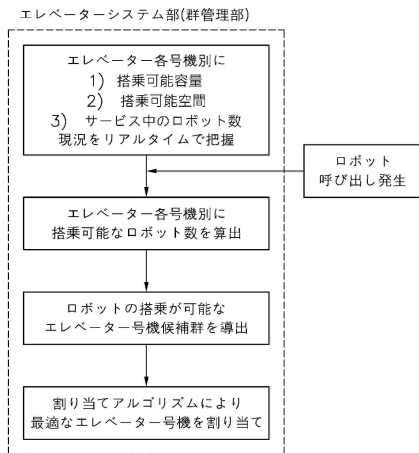 エレベーターシステム部(群管理部)
エレベーター各号機別に
1) 搭乗可能容量
2) 搭乗可能空間
3) サービス中のロボット数
現況をリアルタイムで把握
ロボット
呼び出し発生
エレベーター各号機別に
搭乗可能なロボット数を算出
ロボットの搭乗が可能な
エレベーター号機候補群を導出
割り当てアルゴリズムにより
最適なエレベーター号機を割り当て